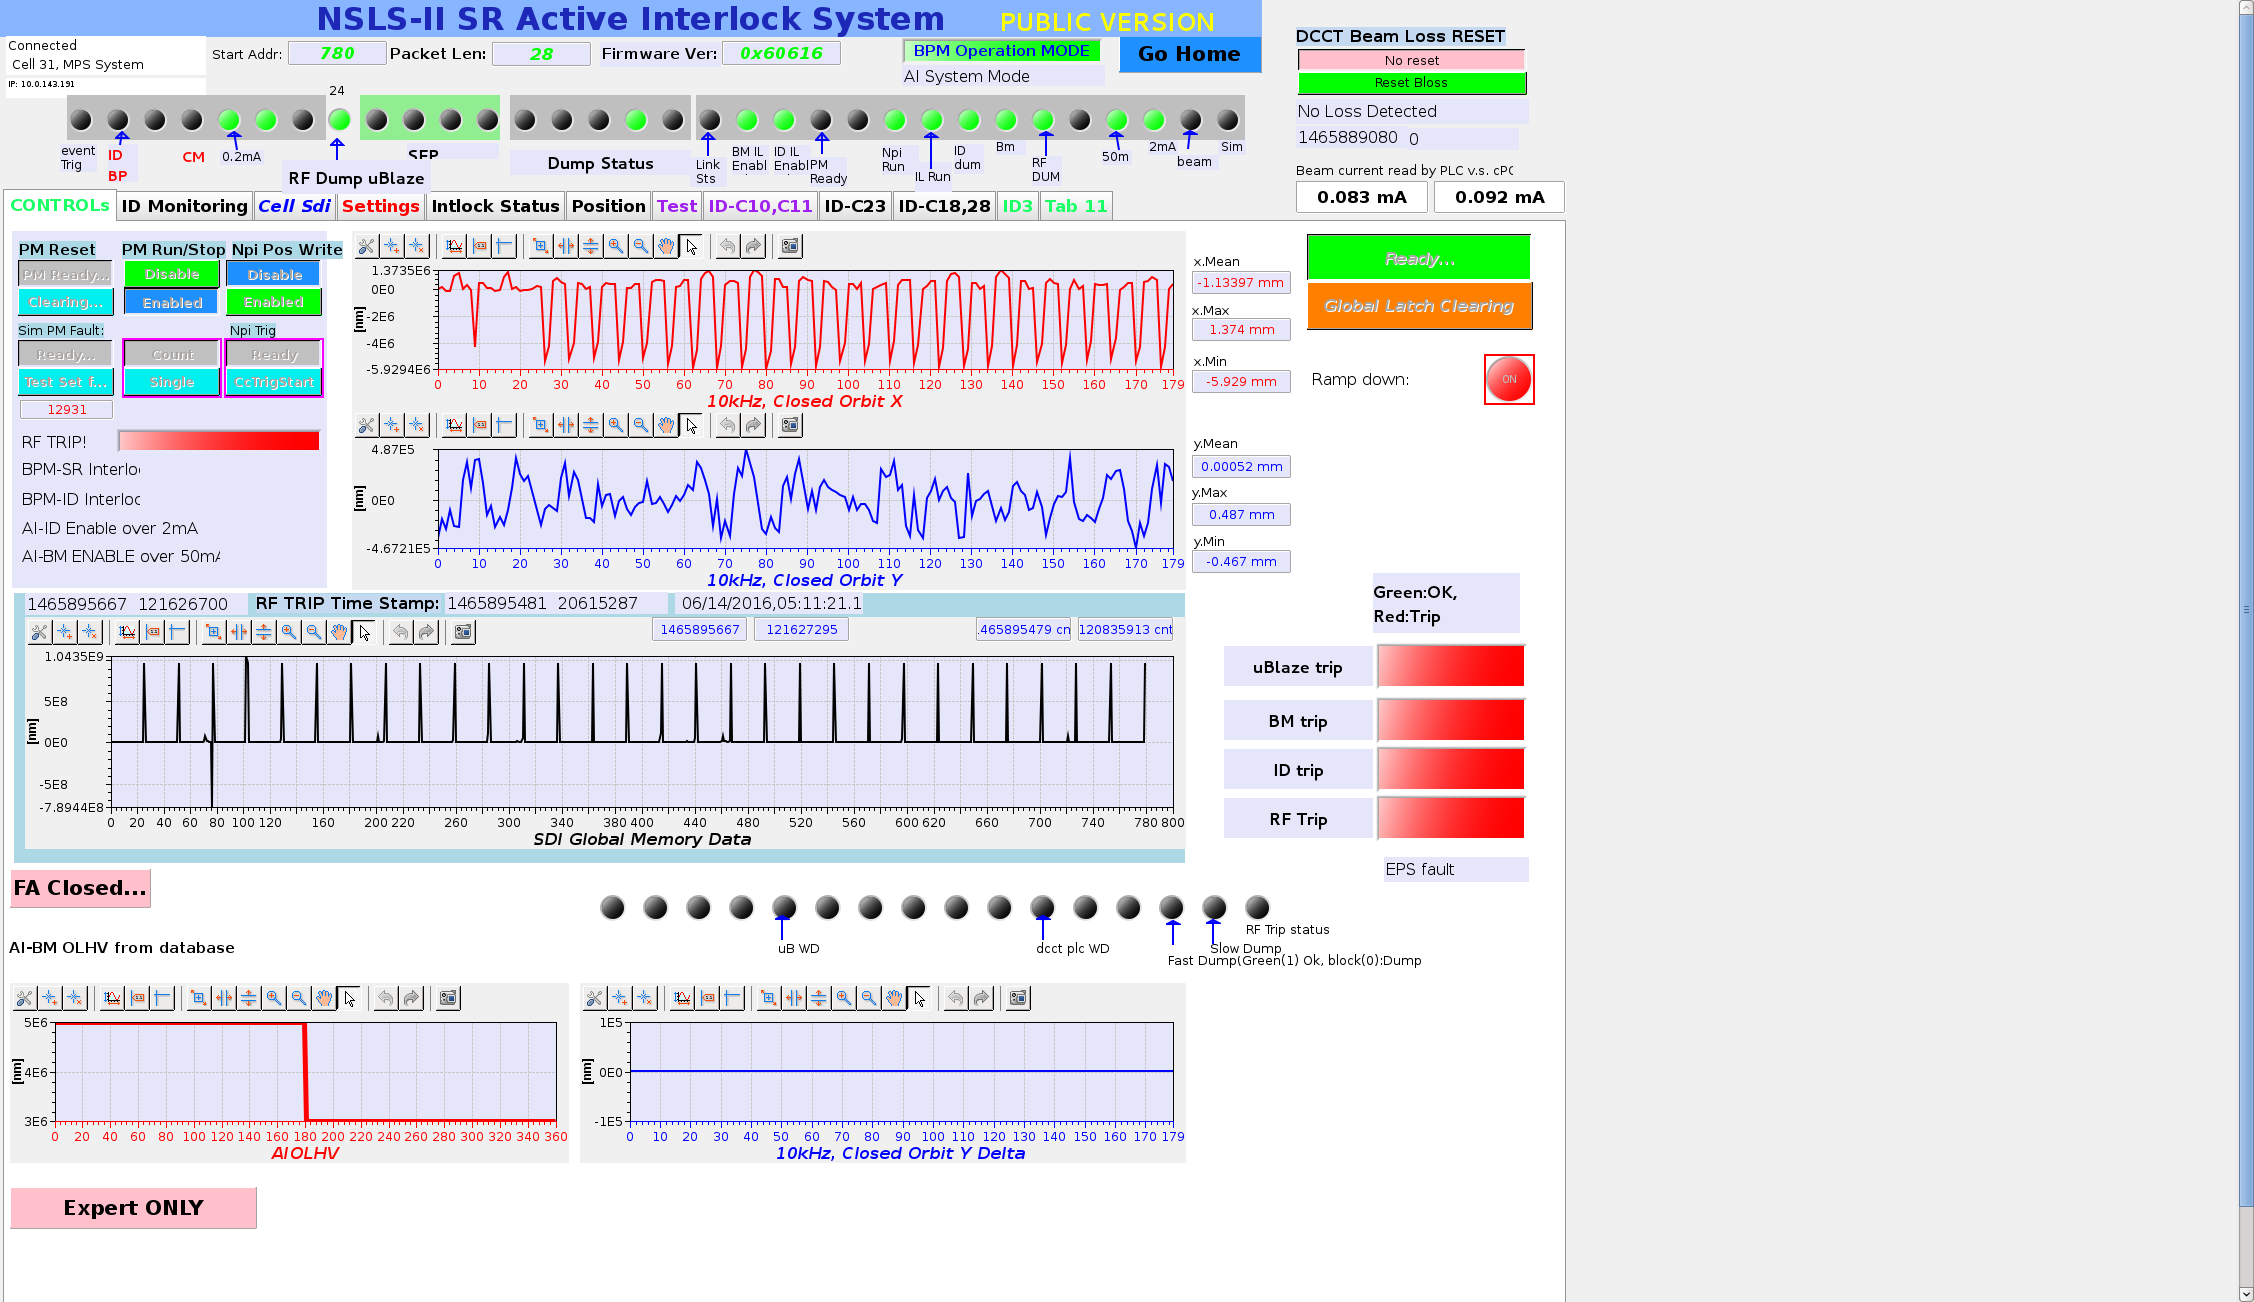 NSLS-II SR Active Interlock System PUBLIC VERSION
Connected
Cell 31, MPS System
IP: 10.0.143.191
Start Addr: 780 Packet Len: 28 Firmware Ver: 0x60616
BPM Operation MODE
AI System Mode
Go Home
DCCT Beam Loss RESET
No reset
Reset Bloss
No Loss Detected
1465889080 0
Beam current read by PLC v.s. cPC
0.083 mA 0.092 mA
24
event
Trig
ID
BP
CM
0.2mA
RF Dump uBlaze
SFP
Dump Status
Link
Sts
BM IL
Enabl
ID IL
Enabl
PM
Ready
Npi
Run
IL Run
ID
dum
Bm
RF
DUM
50m
2mA
beam
Sim
CONTROLs ID Monitoring Cell Sdi Settings Intlock Status Position Test ID-C10,C11 ID-C23 ID-C18,28 ID3 Tab 11
PM Reset PM Run/Stop Npi Pos Write
PM Ready... Disable Disable
Clearing... Enabled Enabled
Sim PM Fault: Npi Trig
Ready... Count Ready
Test Set f... Single CcTrigStart
12931
RF TRIP!
BPM-SR Interlo
BPM-ID Interloc
AI-ID Enable over 2mA
AI-BM ENABLE over 50mA
1.3735E6
0E0
-2E6
-4E6
-5.9294E6
[nm]
0 10 20 30 40 50 60 70 80 90 100 110 120 130 140 150 160 170 179
10kHz, Closed Orbit X
x.Mean
-1.13397 mm
x.Max
1.374 mm
x.Min
-5.929 mm
Ready...
Global Latch Clearing
Ramp down: ON
4.87E5
0E0
-4.6721E5
[nm]
0 10 20 30 40 50 60 70 80 90 100 110 120 130 140 150 160 170 179
10kHz, Closed Orbit Y
y.Mean
0.00052 mm
y.Max
0.487 mm
y.Min
-0.467 mm
1465895667 121626700 RF TRIP Time Stamp: 1465895481 20615287 06/14/2016,05:11:21.1
1465895667 121627295 .465895479 cn 120835913 cnt
1.0435E9
5E8
0E0
-5E8
-7.8944E8
[nm]
0 20 40 60 80 100 120 160 200 220 260 300 340 380 400 440 480 520 560 600 620 660 700 740 780 800
SDI Global Memory Data
Green:OK,
Red:Trip
uBlaze trip
BM trip
ID trip
RF Trip
EPS fault
FA Closed...
uB WD
dcct plc WD
RF Trip status
Slow Dump
Fast Dump(Green(1) Ok, block(0):Dump
AI-BM OLHV from database
5E6
4E6
3E6
[nm]
0 20 40 60 80 100 120 140 160 180 200 220 240 260 280 300 320 340 360
AIOLHV
1E5
0E0
-1E5
[nm]
0 10 20 30 40 50 60 70 80 90 100 110 120 130 140 150 160 170 179
10kHz, Closed Orbit Y Delta
Expert ONLY